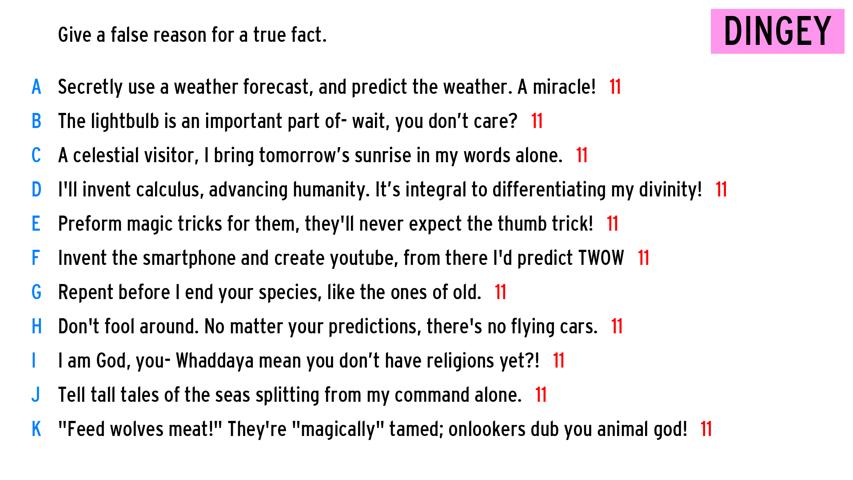 Give a false reason for a true fact.
DINGEY
A Secretly use a weather forecast, and predict the weather. A miracle! 11
B The lightbulb is an important part of- wait, you don't care? 11
C A celestial visitor, I bring tomorrow's sunrise in my words alone. 11
D I'll invent calculus, advancing humanity. It's integral to differentiating my divinity! 11
E Preform magic tricks for them, they'll never expect the thumb trick! 11
F Invent the smartphone and create youtube, from there I'd predict TWOW 11
G Repent before I end your species, like the ones of old. 11
H Don't fool around. No matter your predictions, there's no flying cars. 11
I I am God, you- Whaddaya mean you don't have religions yet?! 11
J Tell tall tales of the seas splitting from my command alone. 11
K "Feed wolves meat!" They're "magically" tamed; onlookers dub you animal god! 11